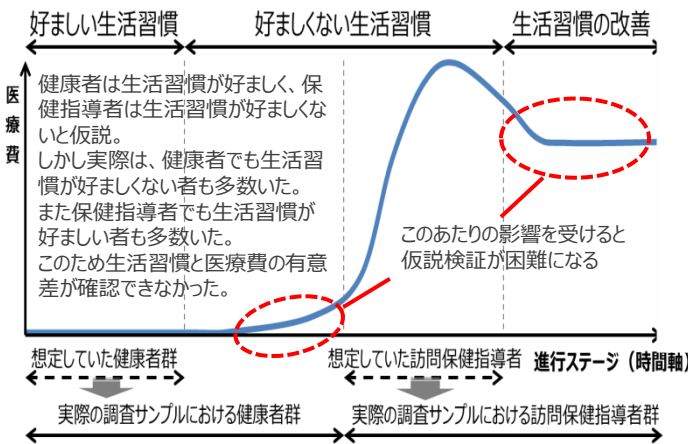 好ましい生活習慣
好ましくない生活習慣
生活習慣の改善
医療費
健康者は生活習慣が好ましく、保
健指導者は生活習慣が好ましくな
いと仮説。
しかし実際は、健康者でも生活習
慣が好ましくない者も多数いた。
また保健指導者でも生活習慣が
好ましい者も多数いた。
このため生活習慣と医療費の有意
差が確認できなかった。
このあたりの影響を受けると
仮説検証が困難になる
想定していた健康者群
想定していた訪問保健指導者
進行ステージ（時間軸）
実際の調査サンプルにおける健康者群
実際の調査サンプルにおける訪問保健指導者群